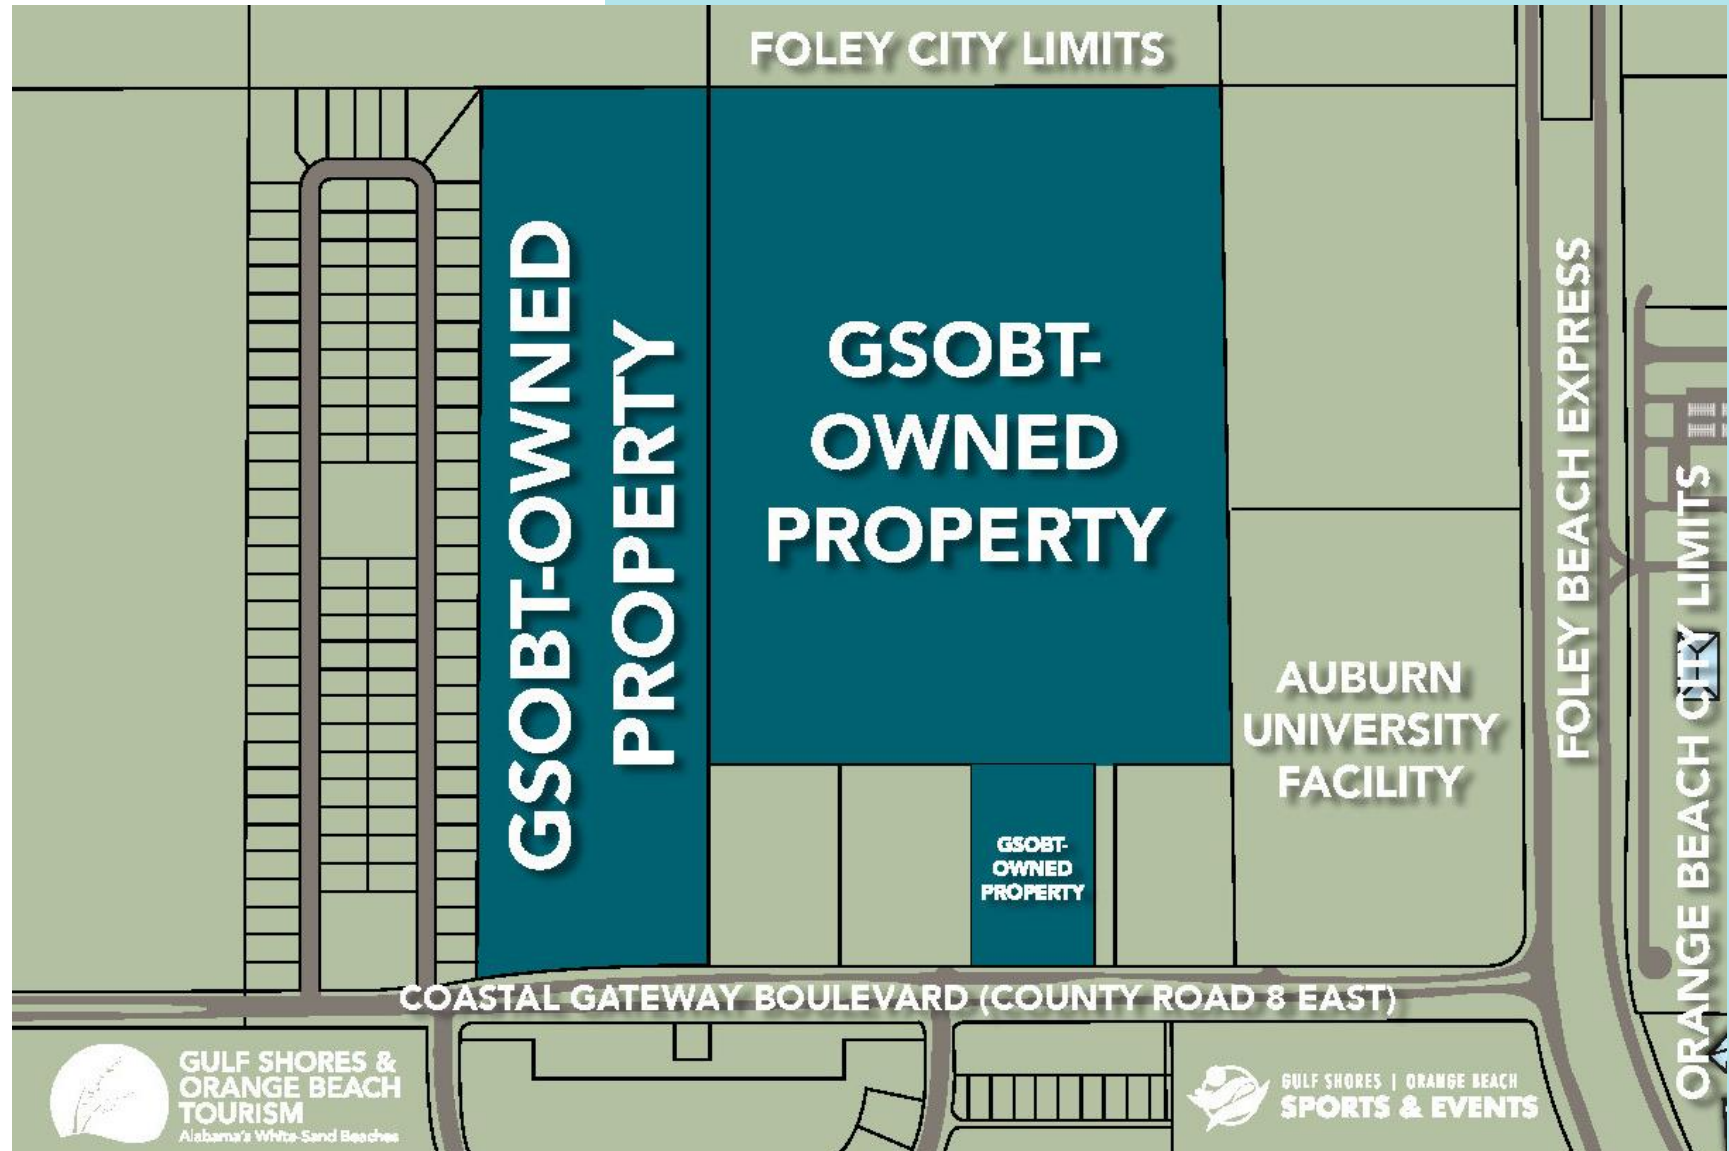 FOLEY CITY LIMITS
GSOBT-OWNED
PROPERTY
GSOBT-
OWNED
PROPERTY
FOLEY BEACH EXPRESS
ORANGE BEACH CITY LIMITS
AUBURN
UNIVERSITY
FACILITY
GSOBT-
OWNED
PROPERTY
COASTAL GATEWAY BOULEVARD (COUNTY ROAD 8 EAST)
GULF SHORES &
ORANGE BEACH
TOURISM
Alabama's White-Sand Beaches
GULF SHORES | ORANGE BEACH
SPORTS & EVENTS